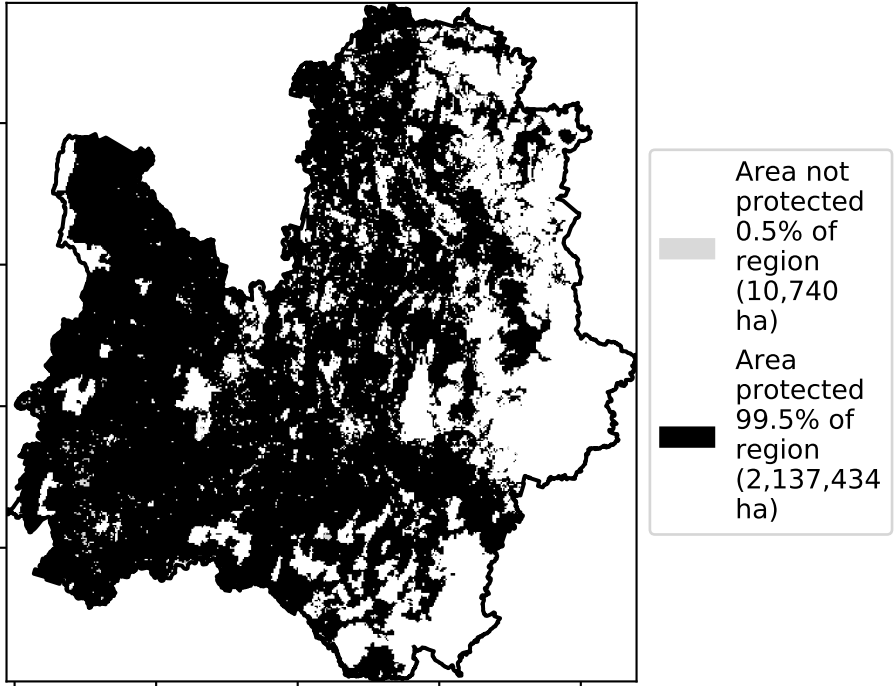 Area not
protected
0.5% of
region
(10,740
ha)
Area
protected
99.5% of
region
(2,137,434
ha)